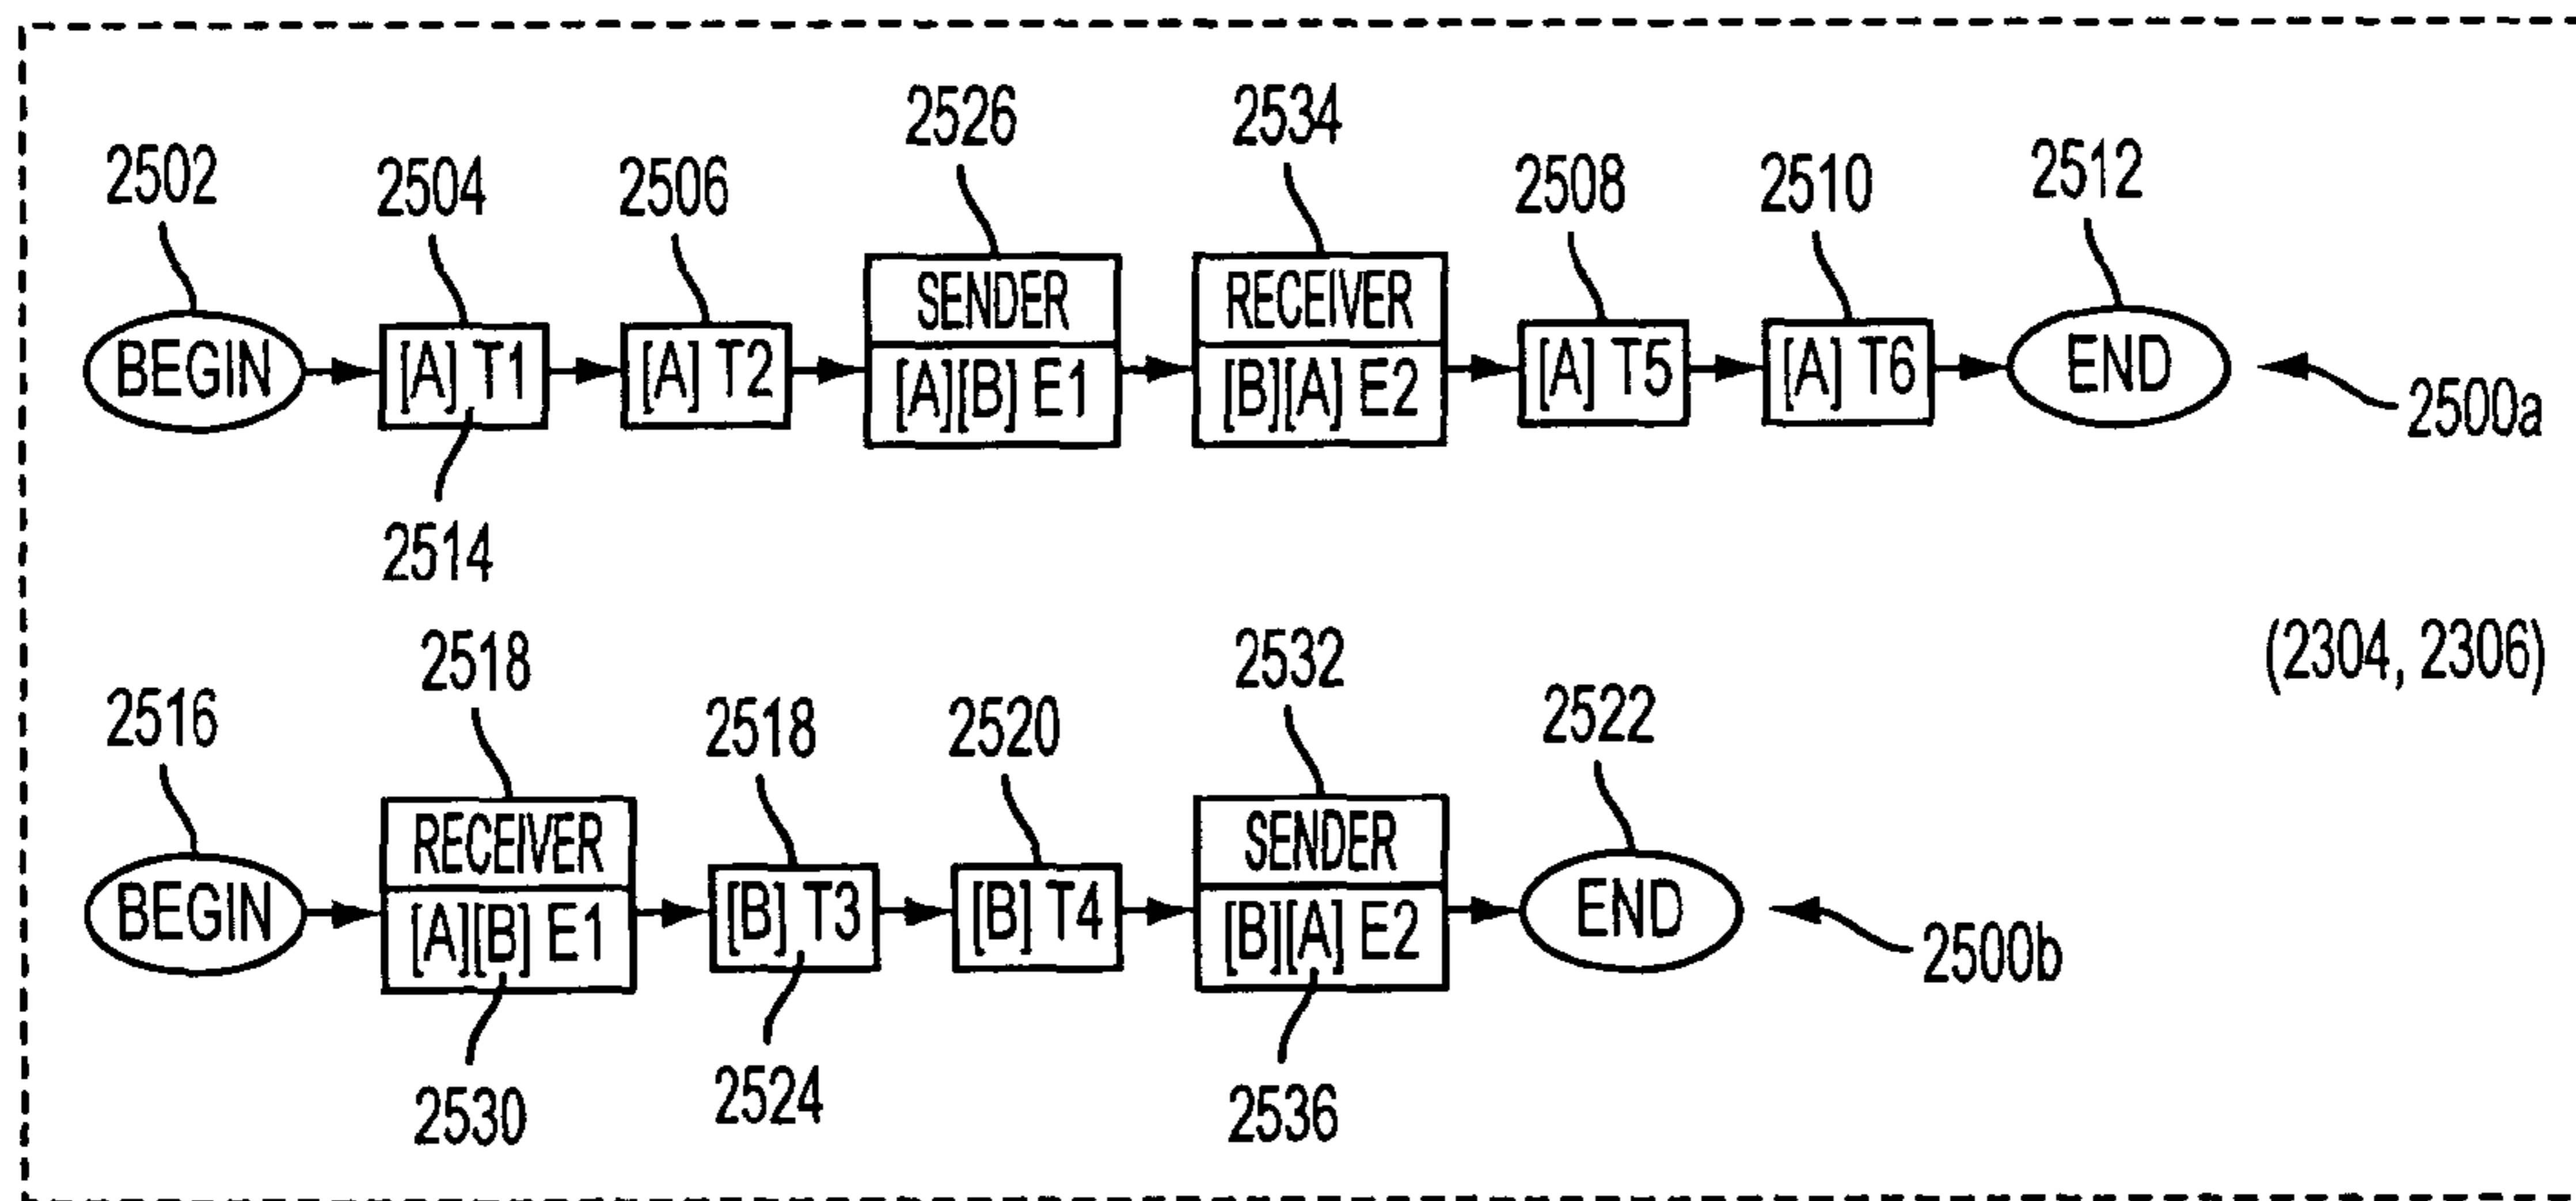 2526 2534
2502 2504 2506 2508 2510 2512
SENDER RECEIVER
BEGIN [A] T1 [A] T2 [A][B] E1 [B][A] E2 [A] T5 [A] T6 END
2500a
2514
(2304, 2306)
2518 2532
2516 2518 2520 2522
RECEIVER SENDER
BEGIN [A][B] E1 [B] T3 [B] T4 [B][A] E2 END
2500b
2530 2524 2536